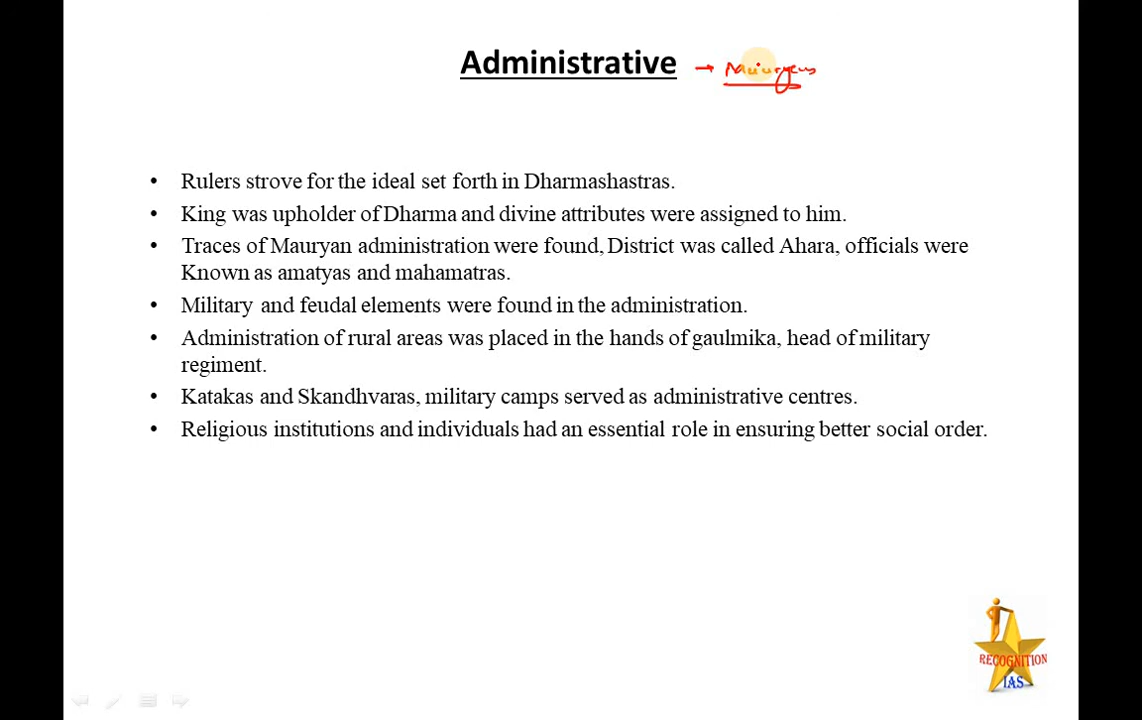 Administrative → Mauryans
• Rulers strove for the ideal set forth in Dharmashastras.
• King was upholder of Dharma and divine attributes were assigned to him.
• Traces of Mauryan administration were found, District was called Ahara, officials were
Known as amatyas and mahamatras.
• Military and feudal elements were found in the administration.
• Administration of rural areas was placed in the hands of gaulmika, head of military
regiment.
• Katakas and Skandhvaras, military camps served as administrative centres.
• Religious institutions and individuals had an essential role in ensuring better social order.
RECOGNITION
IAS